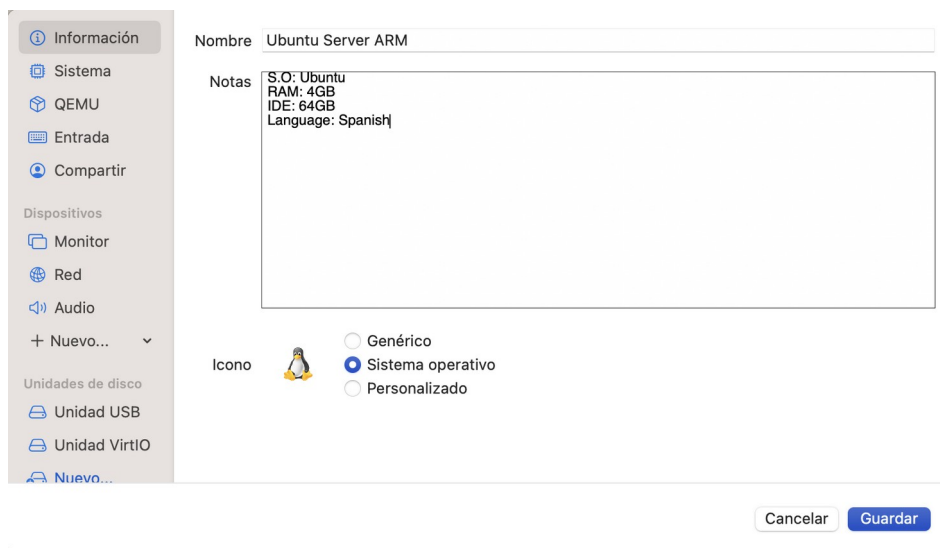 Información
Sistema
QEMU
Entrada
Compartir
Dispositivos
Monitor
Red
Audio
Nuevo...
Unidades de disco
Unidad USB
Unidad VirtIO
Nuevo...
Nombre Ubuntu Server ARM
Notas
S.O: Ubuntu
RAM: 4GB
IDE: 64GB
Language: Spanish
Icono
Genérico
Sistema operativo
Personalizado
Cancelar Guardar